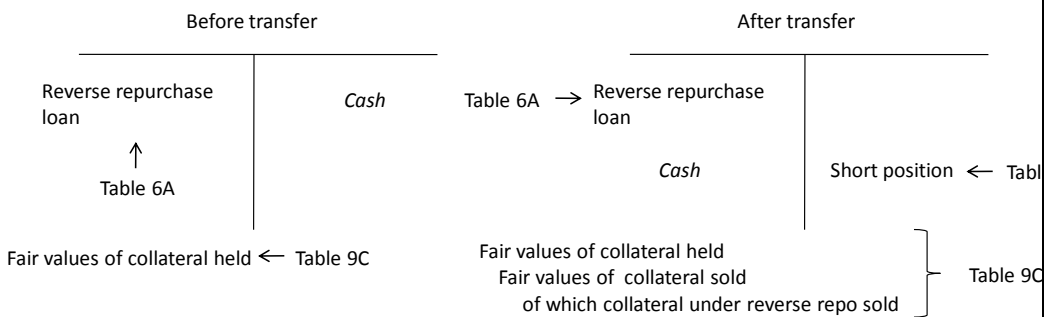 Before transfer
Reverse repurchase
loan
Cash
Table 6A
Fair values of collateral held
Table 9C
After transfer
Table 6A
Reverse repurchase
loan
Cash
Short position
Tabl
Fair values of collateral held
Fair values of collateral sold
of which collateral under reverse repo sold
Table 9C